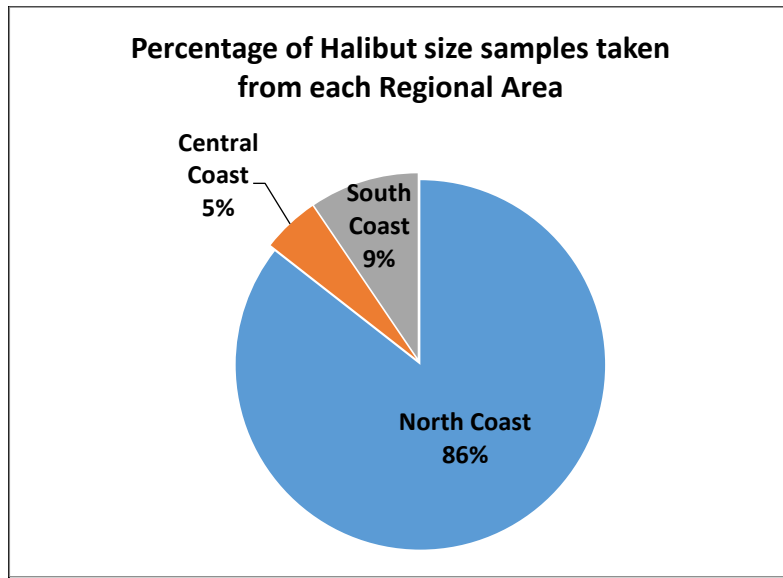 Percentage of Halibut size samples taken
from each Regional Area
Central
Coast
5%
South
Coast
9%
North Coast
86%